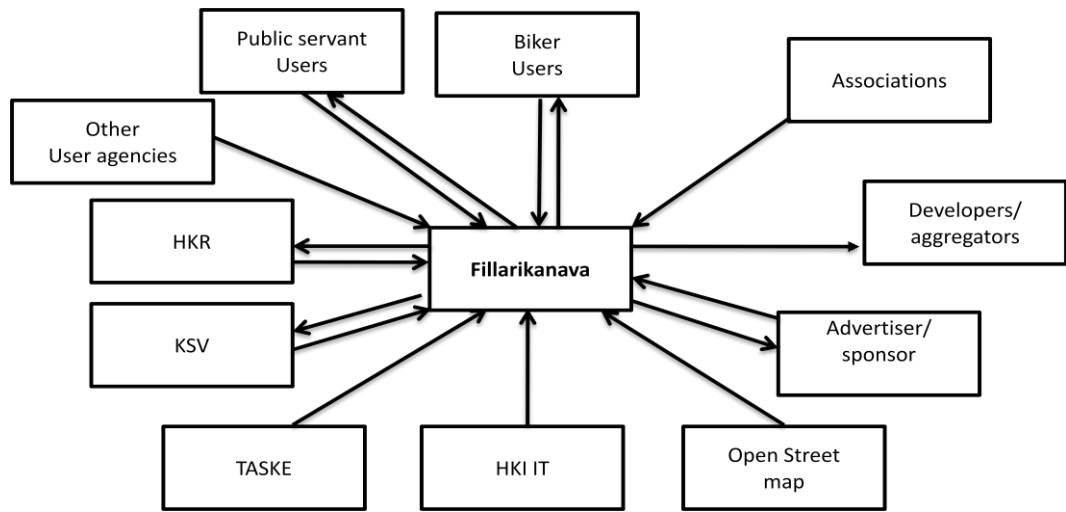 Public servant
Users
Biker
Users
Associations
Other
User agencies
Developers/
aggregators
HKR
Fillarikanava
KSV
Advertiser/
sponsor
TASKE
HKI IT
Open Street
map